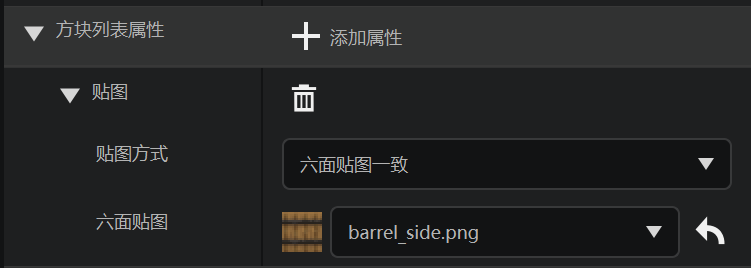 方块列表属性
添加属性
贴图
贴图方式
六面贴图一致
六面贴图
barrel_side.png